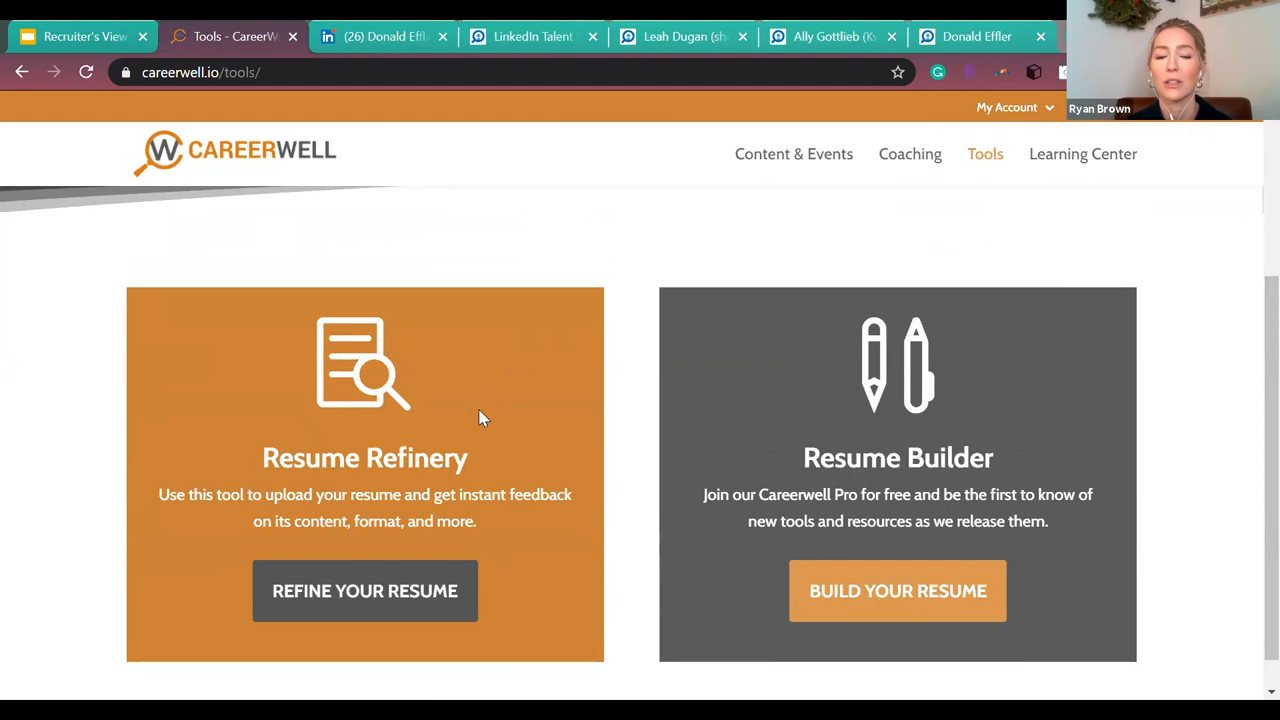 Recruiter's View
Tools - CareerW
(26) Donald Effle
LinkedIn Talent S
Leah Dugan (sha
Ally Gottlieb (Kv
Donald Effler
careerwell.io/tools/
My Account
Ryan Brown
CAREERWELL
Content & Events
Coaching
Tools
Learning Center
Resume Refinery
Use this tool to upload your resume and get instant feedback
on its content, format, and more.
REFINE YOUR RESUME
Resume Builder
Join our Careerwell Pro for free and be the first to know of
new tools and resources as we release them.
BUILD YOUR RESUME